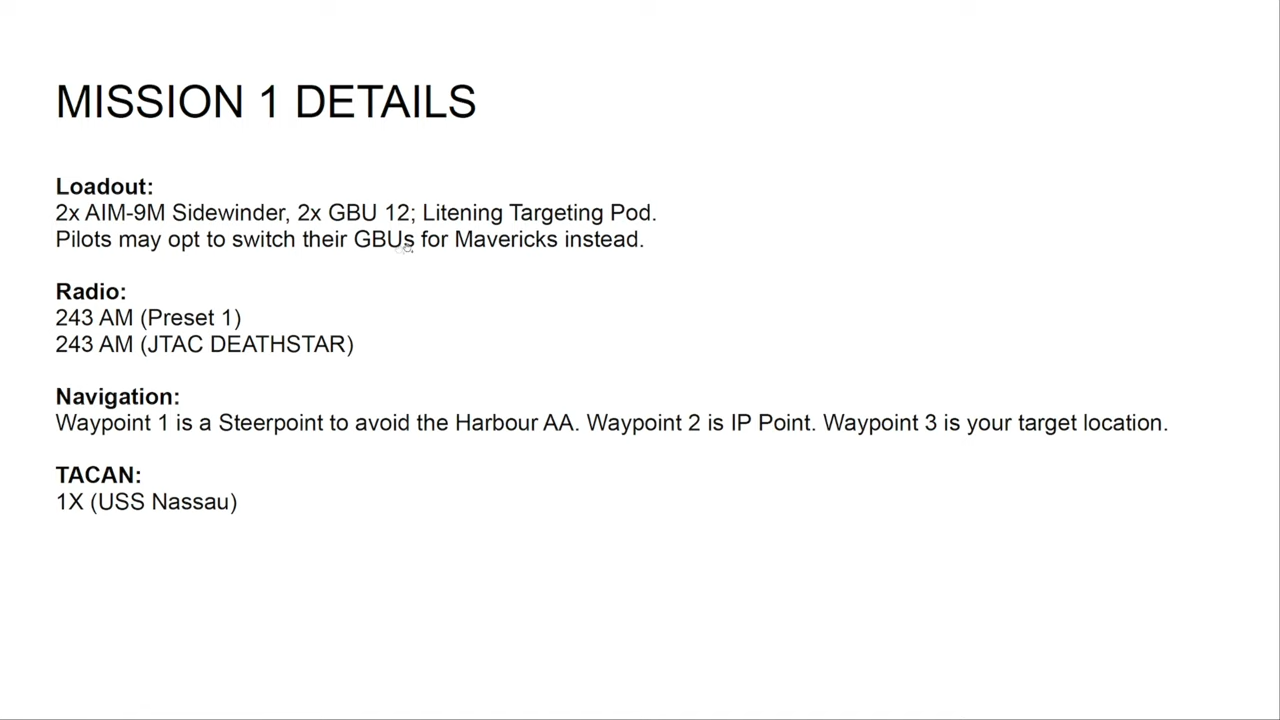 MISSION 1 DETAILS
Loadout:
2x AIM-9M Sidewinder, 2x GBU 12; Litening Targeting Pod.
Pilots may opt to switch their GBUs for Mavericks instead.
Radio:
243 AM (Preset 1)
243 AM (JTAC DEATHSTAR)
Navigation:
Waypoint 1 is a Steerpoint to avoid the Harbour AA. Waypoint 2 is IP Point. Waypoint 3 is your target location.
TACAN:
1X (USS Nassau)